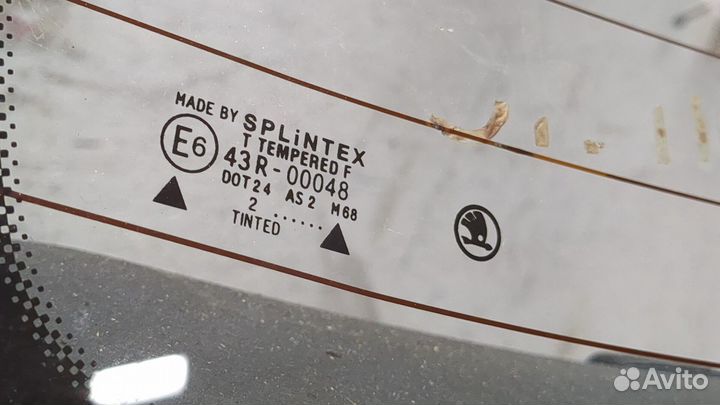 MADE BY SPLiNTEX
T TEMPERED F
E6
43R-00048
DOT24 AS2 M68
2 ......
TINTED
Avito